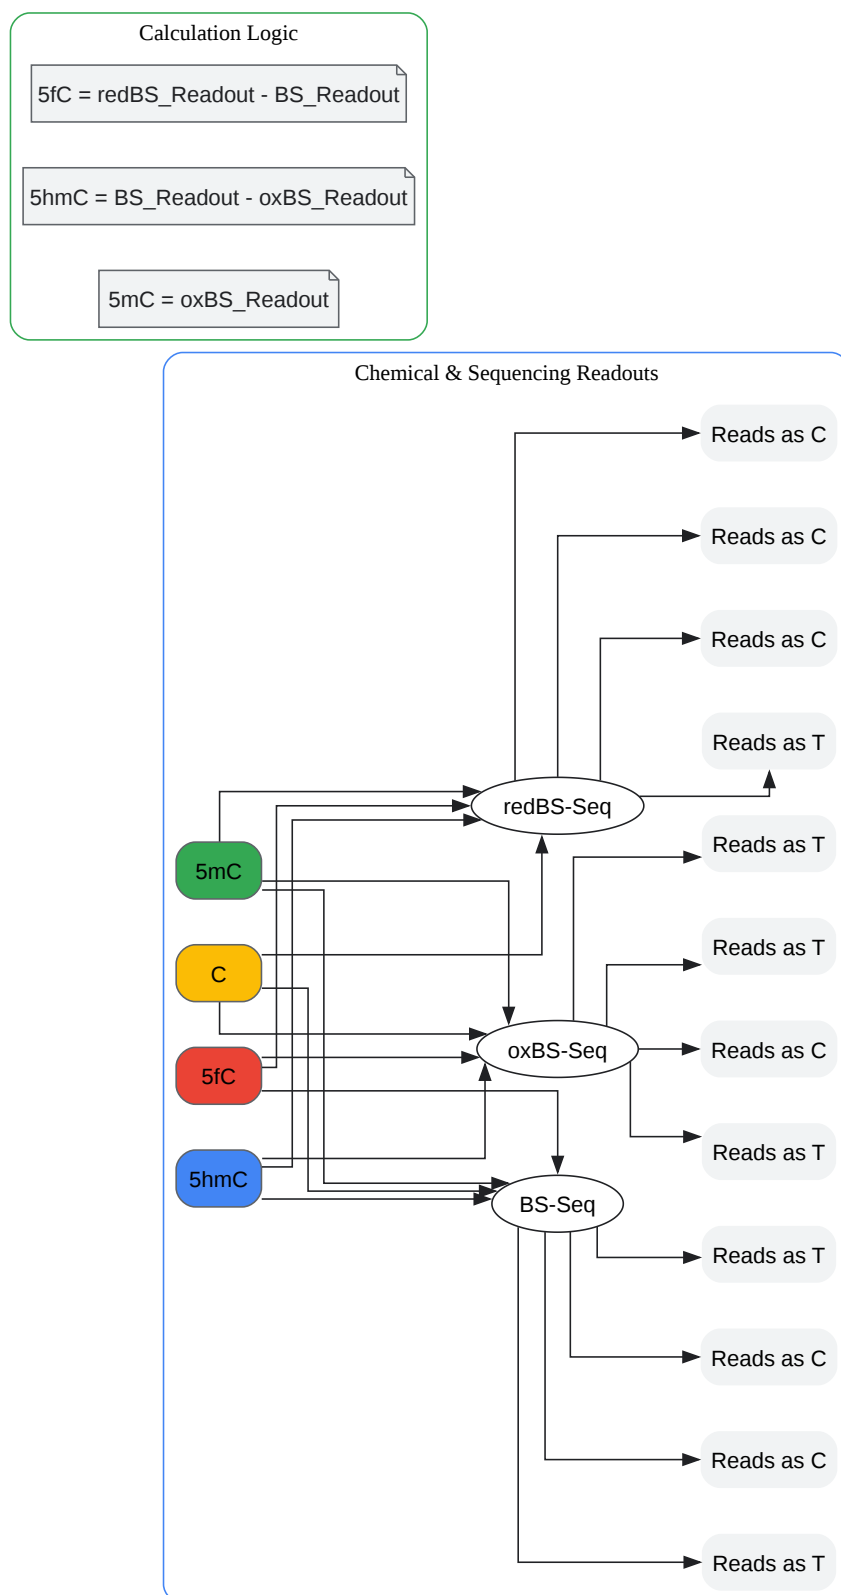 Calculation Logic
5fC = redBS_Readout - BS_Readout
5hmC = BS_Readout - oxBS_Readout
5mC = oxBS_Readout
Chemical & Sequencing Readouts
Reads as C
Reads as C
Reads as C
Reads as T
redBS-Seq
Reads as T
5mC
Reads as T
C
oxBS-Seq
Reads as C
5fC
Reads as T
5hmC
BS-Seq
Reads as T
Reads as C
Reads as C
Reads as T